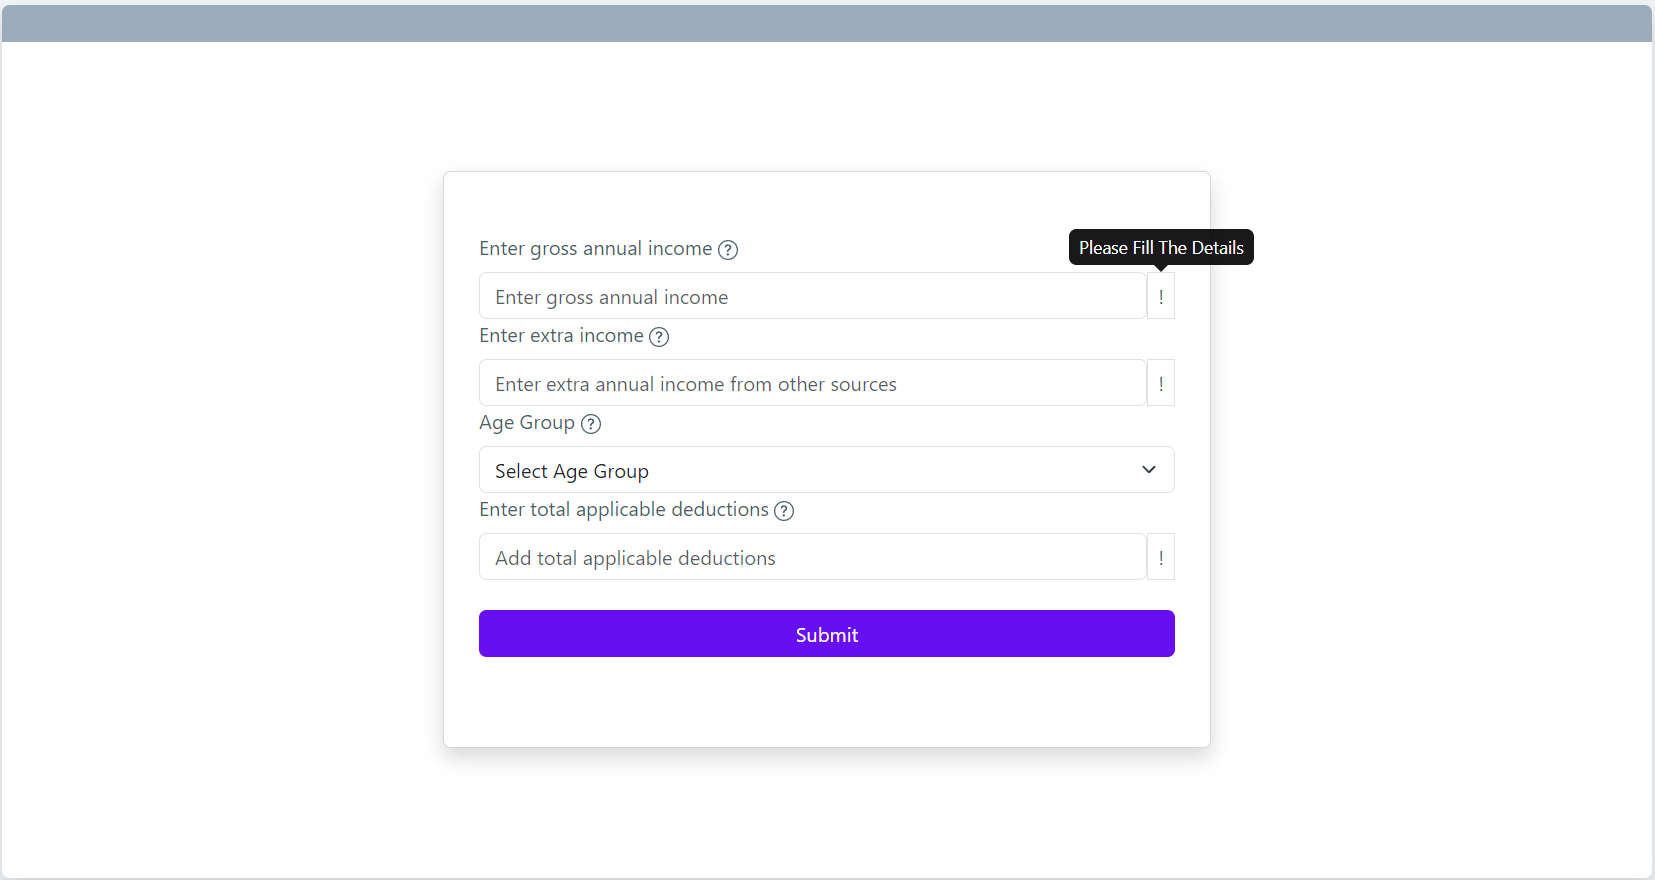 Enter gross annual income ?
Please Fill The Details
Enter gross annual income !
Enter extra income ?
Enter extra annual income from other sources !
Age Group ?
Select Age Group
Enter total applicable deductions ?
Add total applicable deductions !
Submit